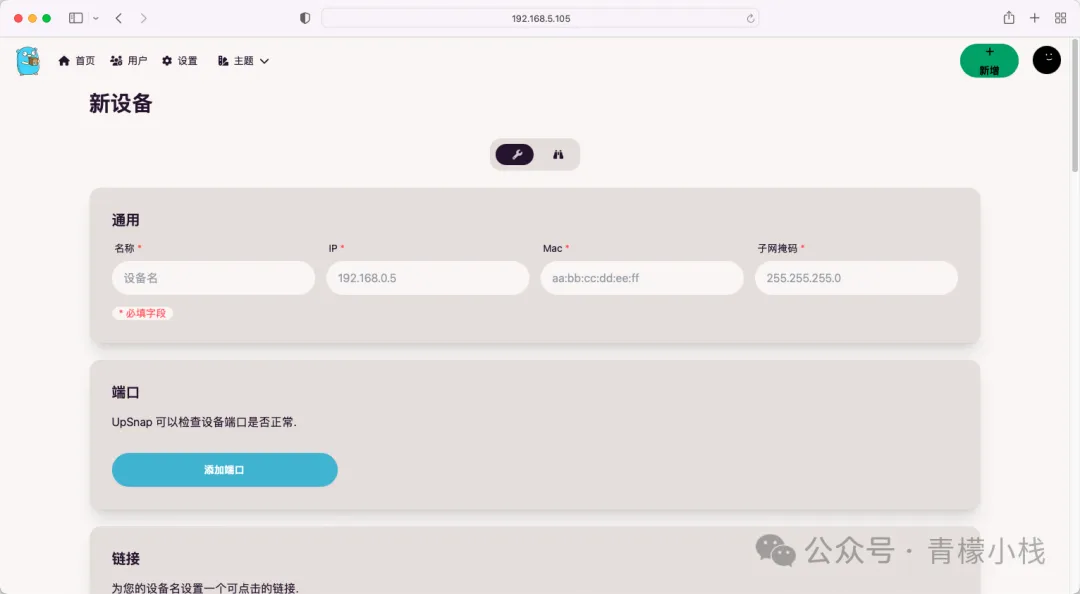 192.168.5.105
首页 用户 设置 主题
新增
新设备
通用
名称 * IP * Mac * 子网掩码 *
设备名 192.168.0.5 aa:bb:cc:dd:ee:ff 255.255.255.0
* 必填字段
端口
UpSnap 可以检查设备端口是否正常.
添加端口
链接
为您的设备名设置一个可点击的链接.
公众号 · 青檬小栈